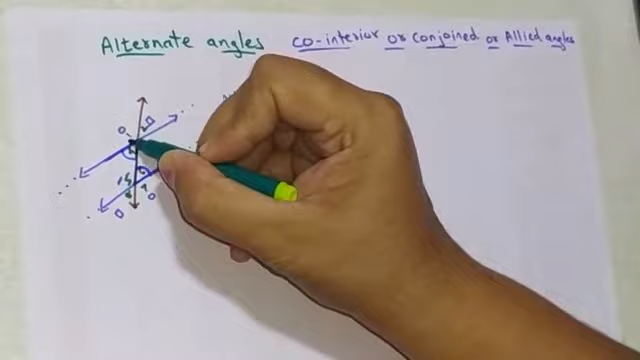 Alternate angles
co-interior or conjoined or Allied angles